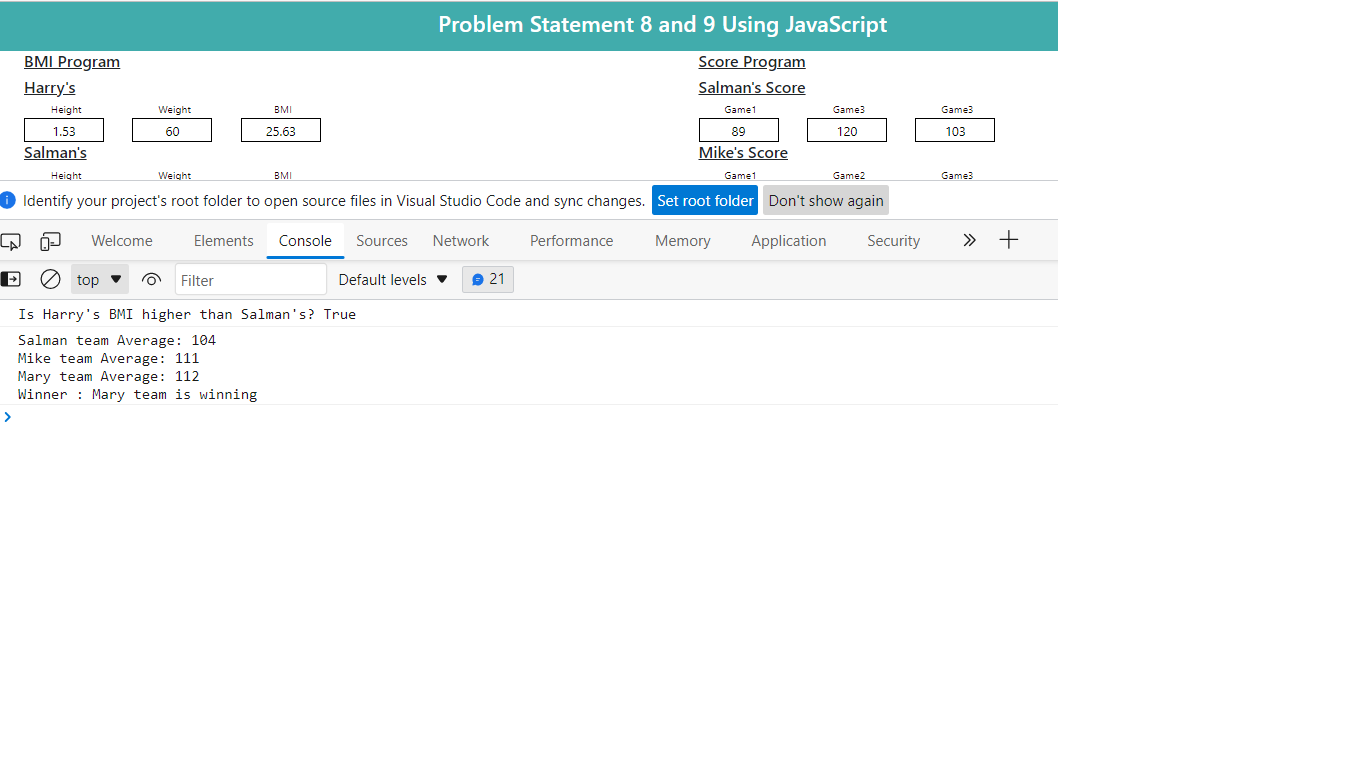 Problem Statement 8 and 9 Using JavaScript
BMI Program
Harry's
Height Weight BMI
1.53 60 25.63
Salman's
Height Weight BMI
Score Program
Salman's Score
Game1 Game3 Game3
89 120 103
Mike's Score
Game1 Game2 Game3
Identify your project's root folder to open source files in Visual Studio Code and sync changes. Set root folder Don't show again
Welcome Elements Console Sources Network Performance Memory Application Security
top Filter Default levels 21
Is Harry's BMI higher than Salman's? True
Salman team Average: 104
Mike team Average: 111
Mary team Average: 112
Winner : Mary team is winning